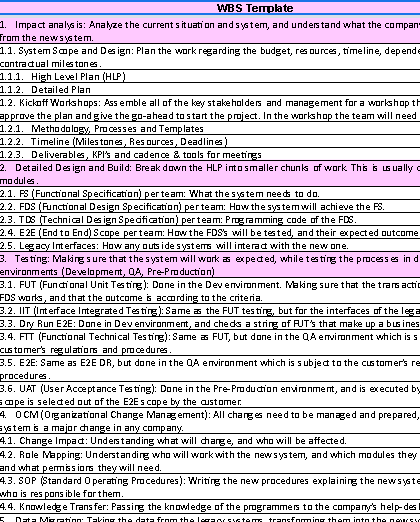 WBS Template
1.   Impact analysis: Analyze the current situation and system, and understand what the company
from the new system.
1.1. System Scope and Design: Plan the work regarding the budget, resources, timeline, depende
contractual milestones.
1.1.1.   High Level Plan (HLP)
1.1.2.   Detailed Plan
1.2. Kickoff Workshops: Assemble all of the key stakeholders and management for a workshop th
approve the plan and give the go-ahead to start the project. In the workshop the team will need
1.2.1.   Methodology, Processes and Templates
1.2.2.   Timeline (Milestones, Resources, Deadlines)
1.2.3.   Deliverables, KPI's and cadence & tools for meetings
2.   Detailed Design and Build: Break down the HLP into smaller chunks of work. This is usually d
modules.
2.1. FS (Functional Specification) per team: What the system needs to do.
2.2. FDS (Functional Design Specification) per team: How the system will achieve the FS.
2.3. TDS (Technical Design Specification) per team: Programming code of the FDS.
2.4. E2E (End to End) Scope per team: How the FDS's will be tested, and their expected outcome
2.5. Legacy Interfaces: How any outside systems will interact with the new one.
3.   Testing: Making sure that the system will work as expected, while testing the processes in d
environments (Development, QA, Pre-Production)
3.1. FUT (Functional Unit Testing): Done in the Dev environment. Making sure that the transactio
FDS works, and that the outcome is according to the criteria.
3.2. IIT (Interface Integrated Testing): Same as the FUT testing, but for the interfaces of the lega
3.3. Dry Run E2E: Done in Dev environment, and checks a string of FUT's that make up a busines
3.4. FTT (Functional Technical Testing): Same as FUT, but done in the QA environment which is s
customer's regulations and procedures.
3.5. E2E: Same as E2E DR, but done in the QA environment which is subject to the customer's re
procedures.
3.6. UAT (User Acceptance Testing): Done in the Pre-Production environment, and is executed by
scope is selected out of the E2E scope by the customer.
4.   OCM (Organizational Change Management): All changes need to be managed and prepared,
system is a major change in any company.
4.1. Change Impact: Understanding what will change, and who will be affected.
4.2. Role Mapping: Understanding who will work with the new system, and which modules they
and what permissions they will need.
4.3. SOP (Standard Operating Procedures): Writing the new procedures explaining the new syste
who is responsible for them.
4.4. Knowledge Transfer: Passing the knowledge of the programmers to the company's help-des
5.   Data Migration: Taking the data from the legacy systems, transforming them into the new sy